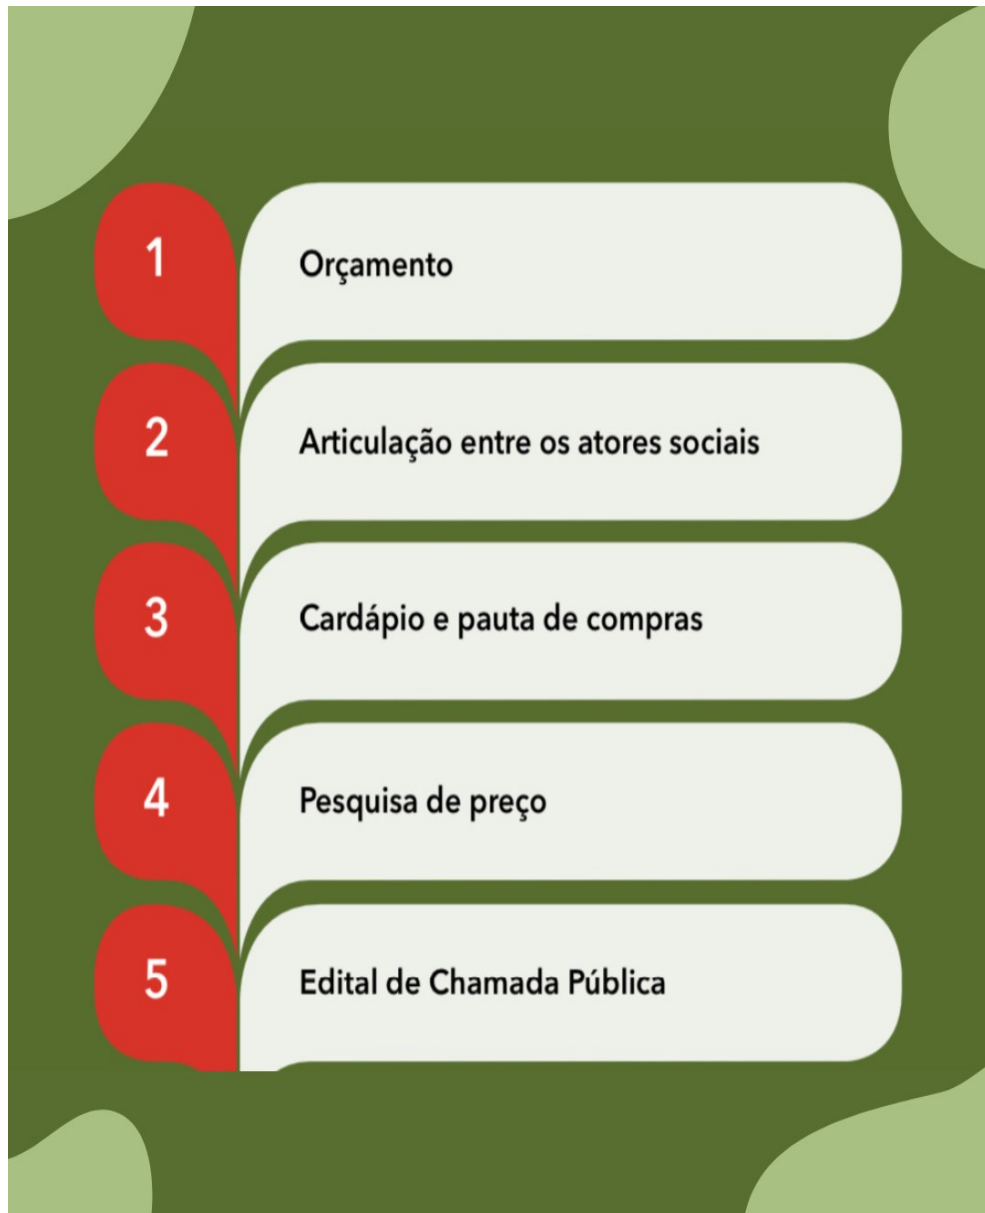 1
Orçamento
2
Articulação entre os atores sociais
3
Cardápio e pauta de compras
4
Pesquisa de preço
5
Edital de Chamada Pública